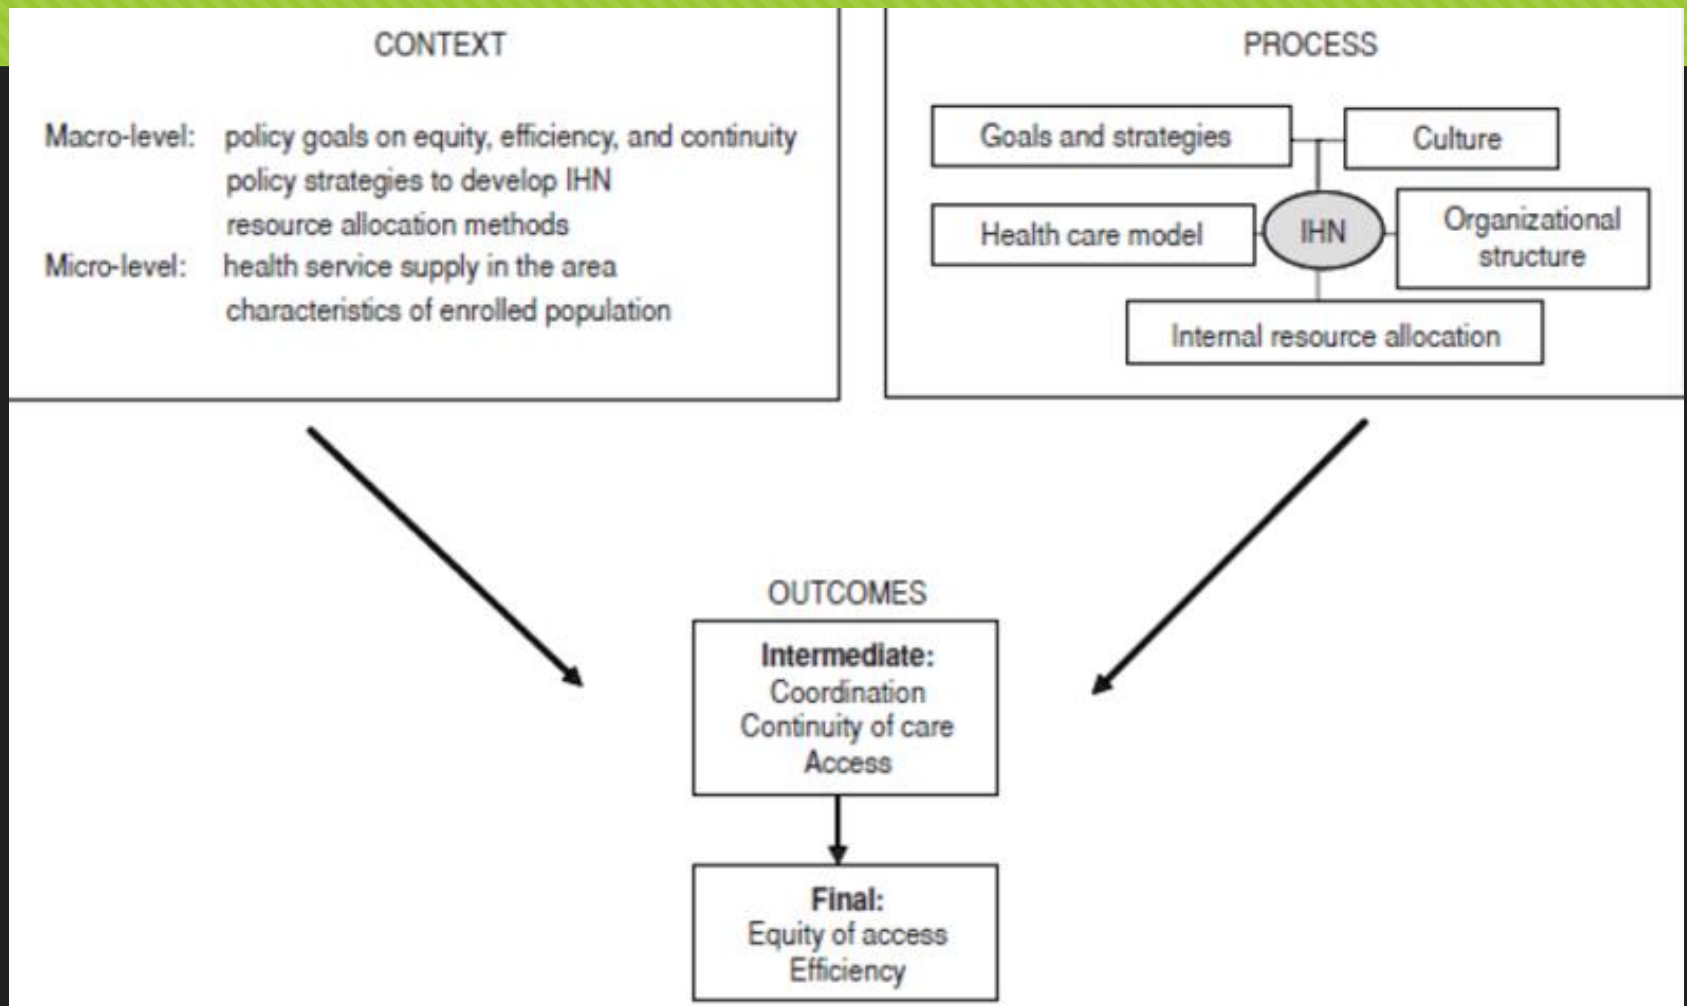 CONTEXT
Macro-level: policy goals on equity, efficiency, and continuity
policy strategies to develop IHN
resource allocation methods
Micro-level: health service supply in the area
characteristics of enrolled population
PROCESS
Goals and strategies
Culture
Health care model
IHN
Organizational
structure
Internal resource allocation
OUTCOMES
Intermediate:
Coordination
Continuity of care
Access
Final:
Equity of access
Efficiency